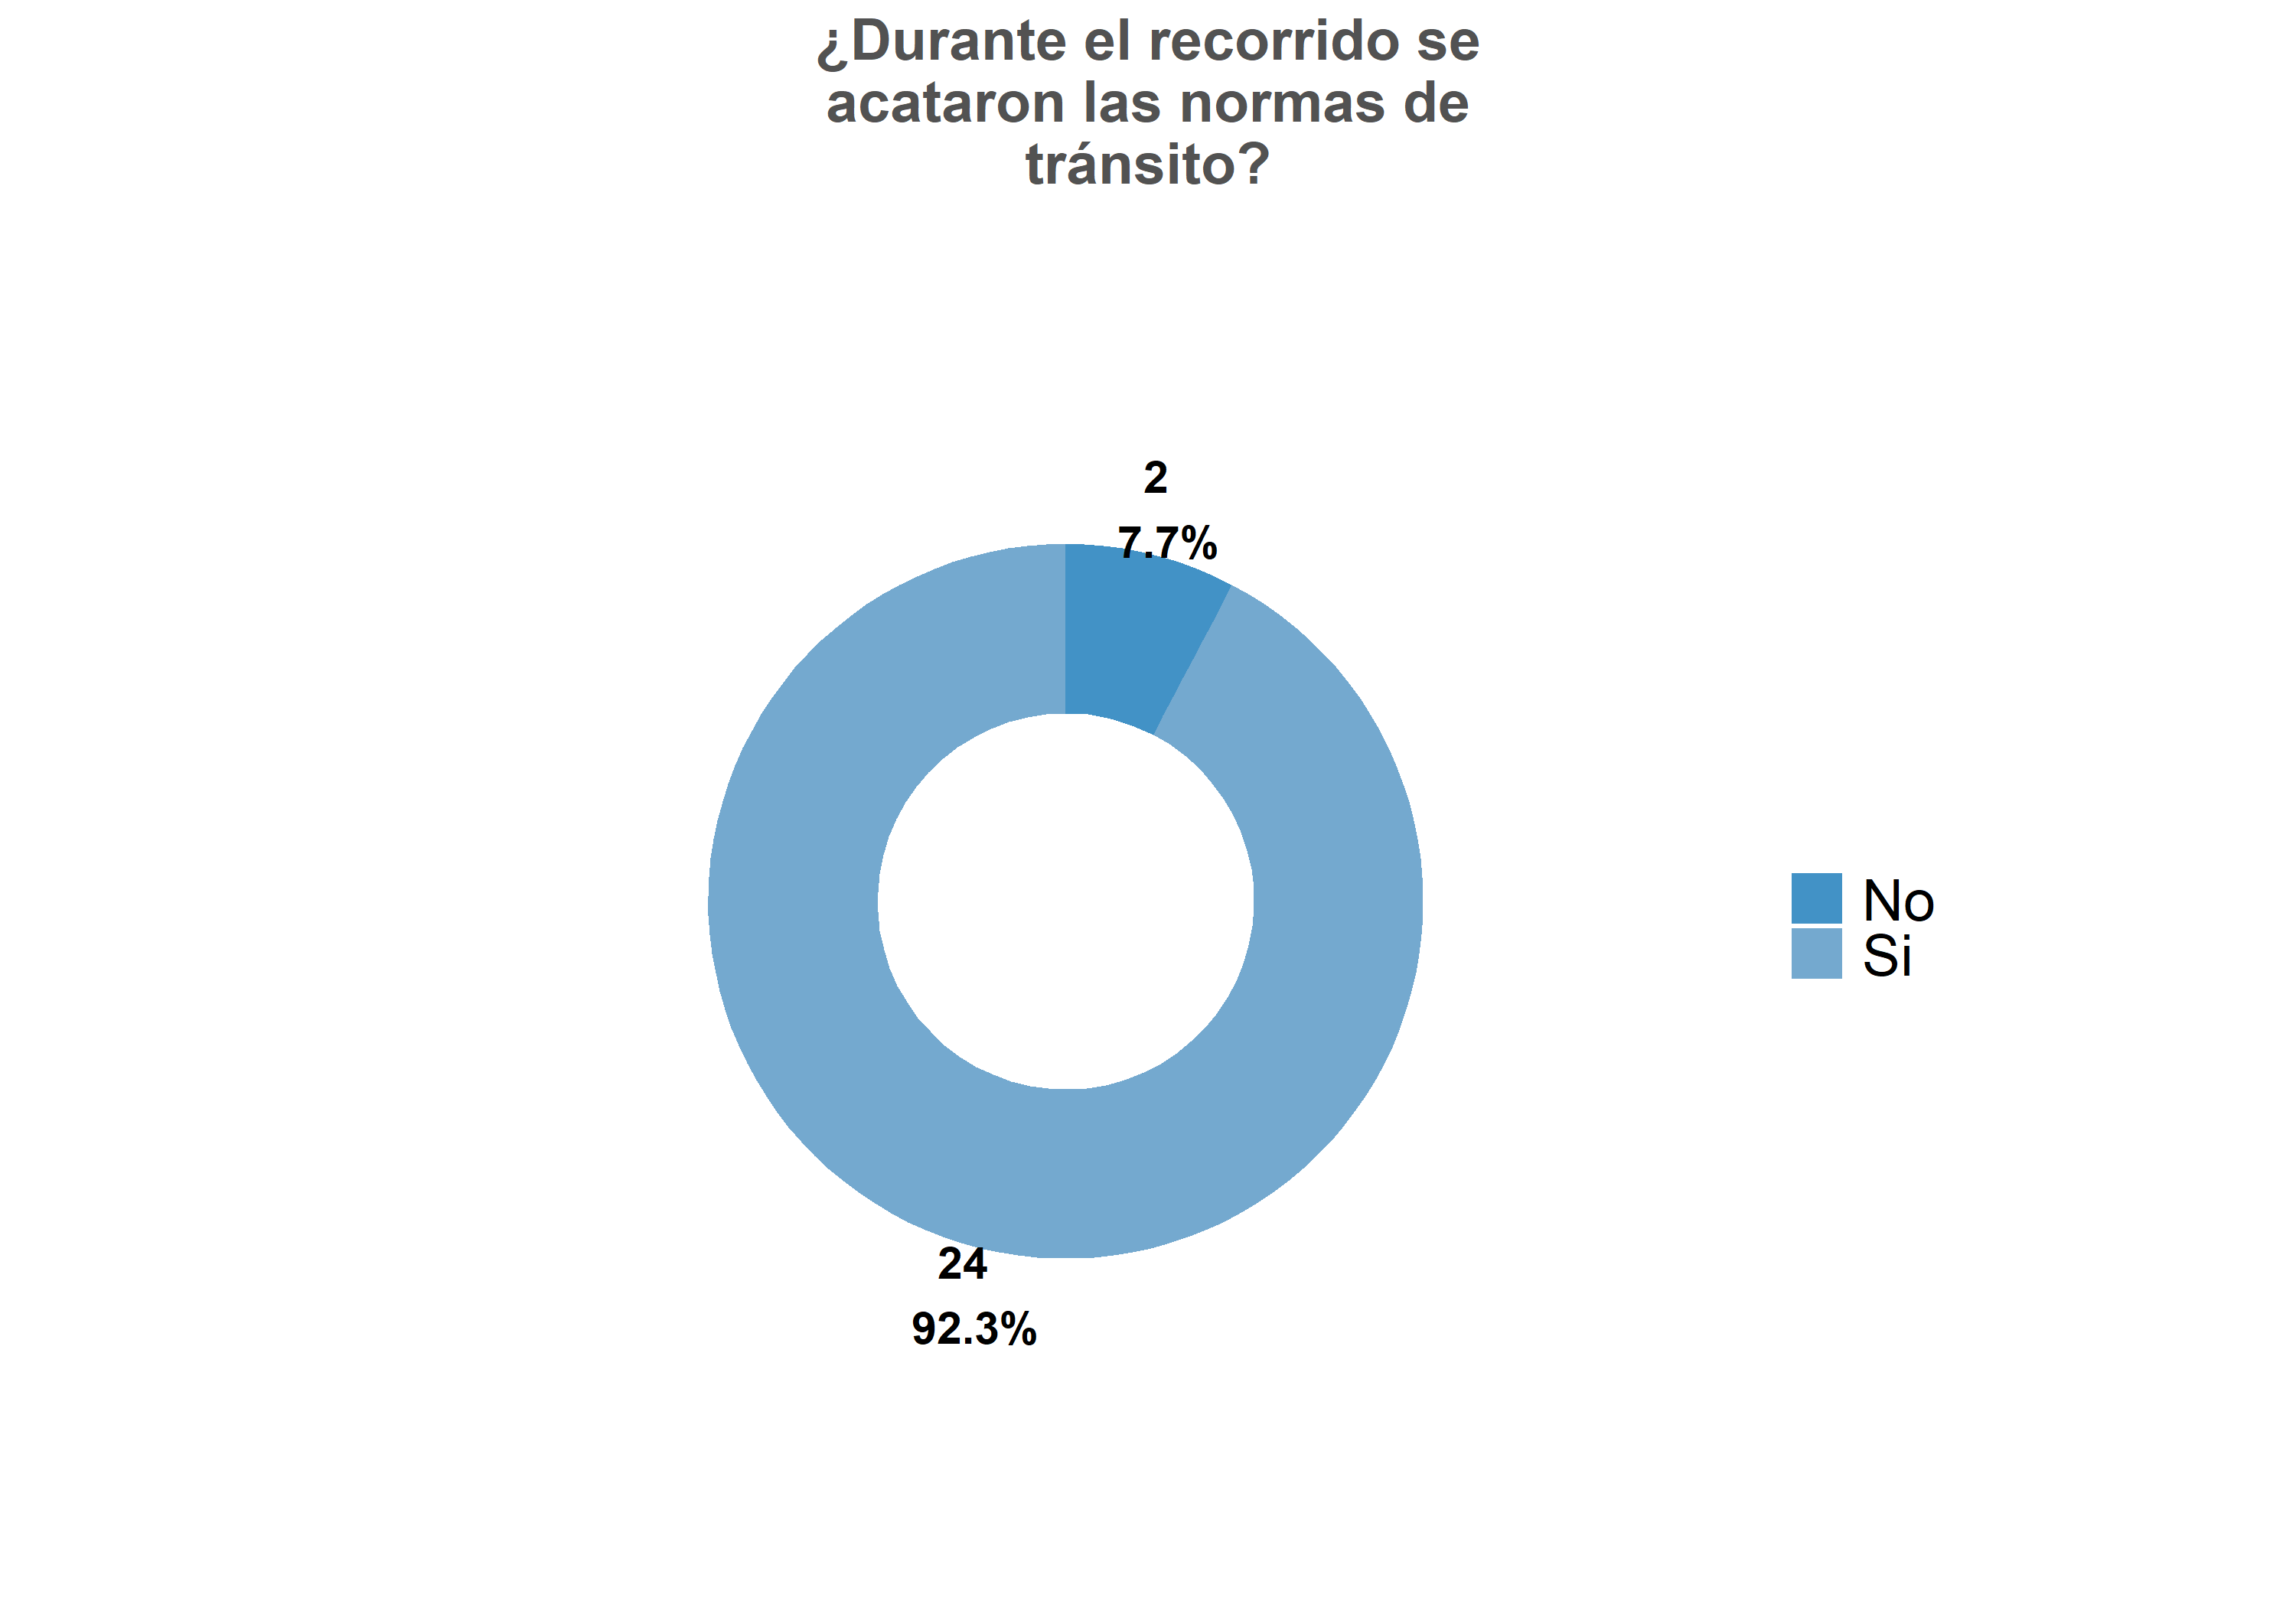 ¿Durante el recorrido se
acataron las normas de
tránsito?
2
7.7%
24
92.3%
No
Si